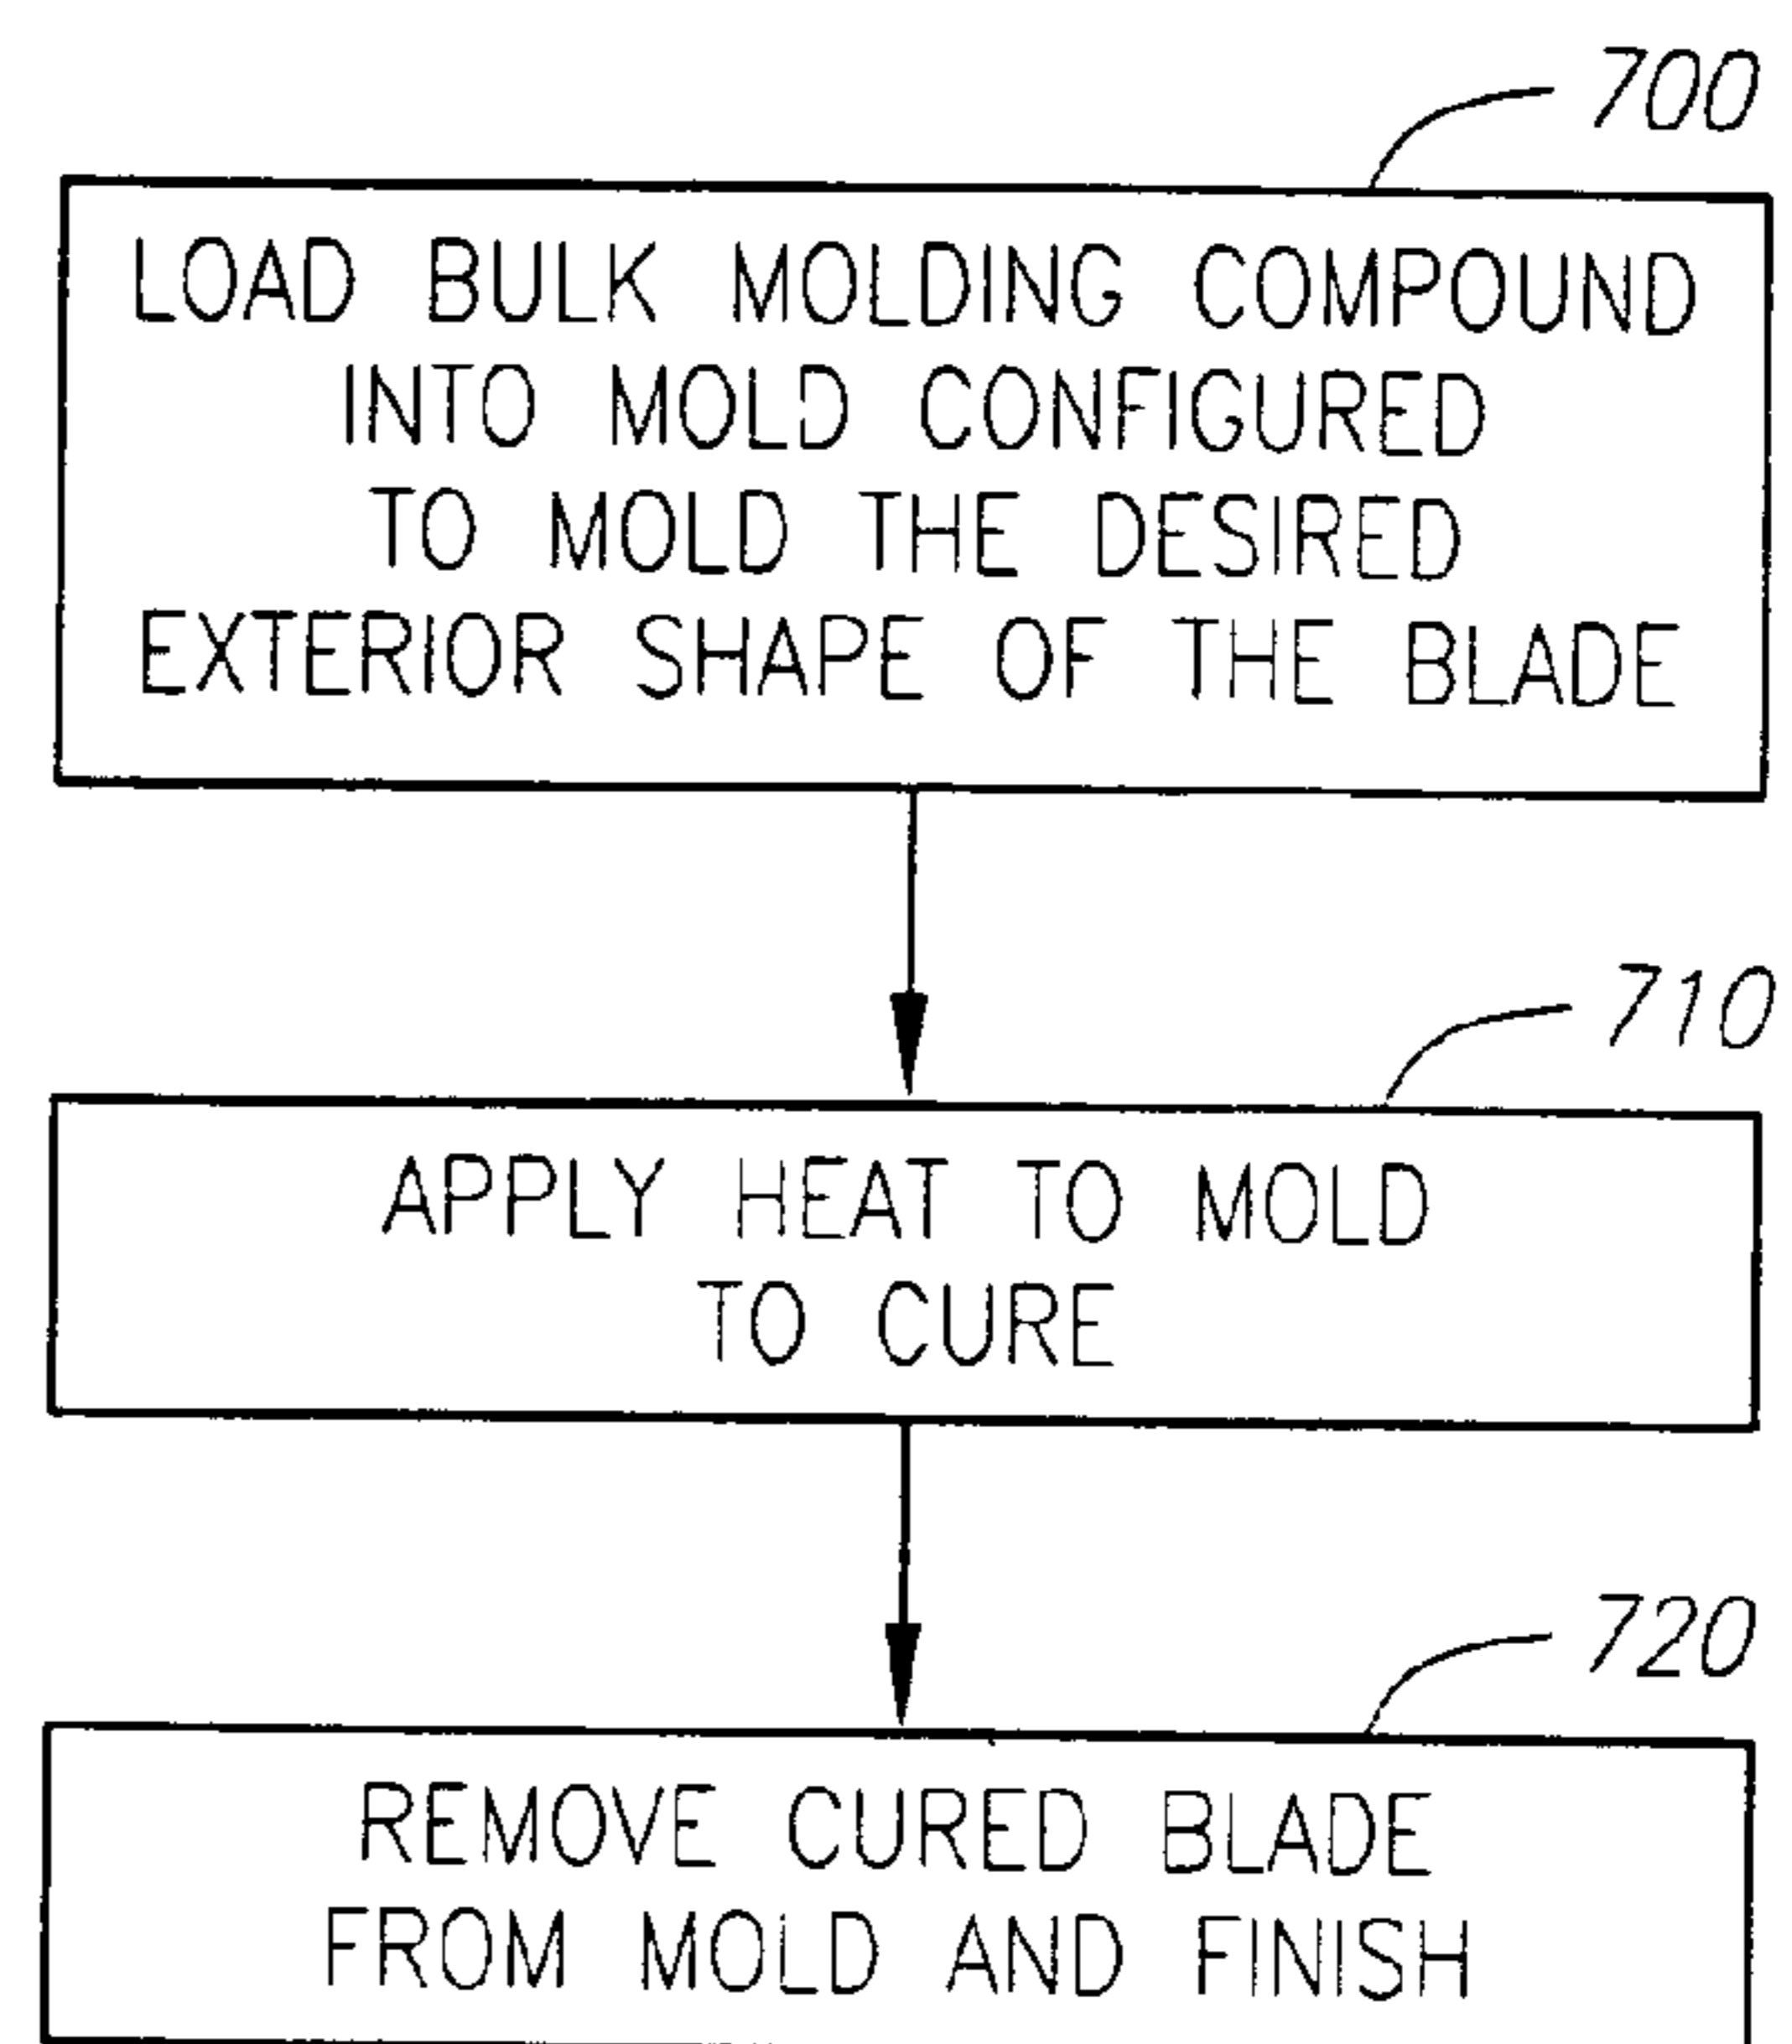 700
LOAD BULK MOLDING COMPOUND
INTO MOLD CONFIGURED
TO MOLD THE DESIRED
EXTERIOR SHAPE OF THE BLADE
710
APPLY HEAT TO MOLD
TO CURE
720
REMOVE CURED BLADE
FROM MOLD AND FINISH